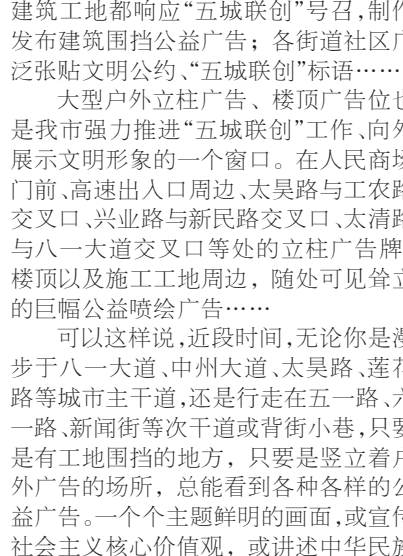 建筑工地都响应“五城联创”号召,制作
发布建筑围挡公益广告；各街道社区广
泛张贴文明公约、“五城联创”标语……
大型户外立柱广告、楼顶广告位也
是我市强力推进“五城联创”工作、向外
展示文明形象的一个窗口。在人民商场
门前、高速出入口周边、太昊路与工农路
交叉口、兴业路与新民路交叉口、太清路
与八一大道交叉口等处的立柱广告牌、
楼顶以及施工工地周边，随处可见耸立
的巨幅公益喷绘广告……
可以这样说,近段时间,无论你是漫
步于八一大道、中州大道、太昊路、莲花
路等城市主干道,还是行走在五一路、六
一路、新闻街等次干道或背街小巷,只要
是有工地围挡的地方，只要是竖立着户
外广告的场所，总能看到各种各样的公
益广告。一个个主题鲜明的画面,或宣传
社会主义核心价值观，或讲述中华民族